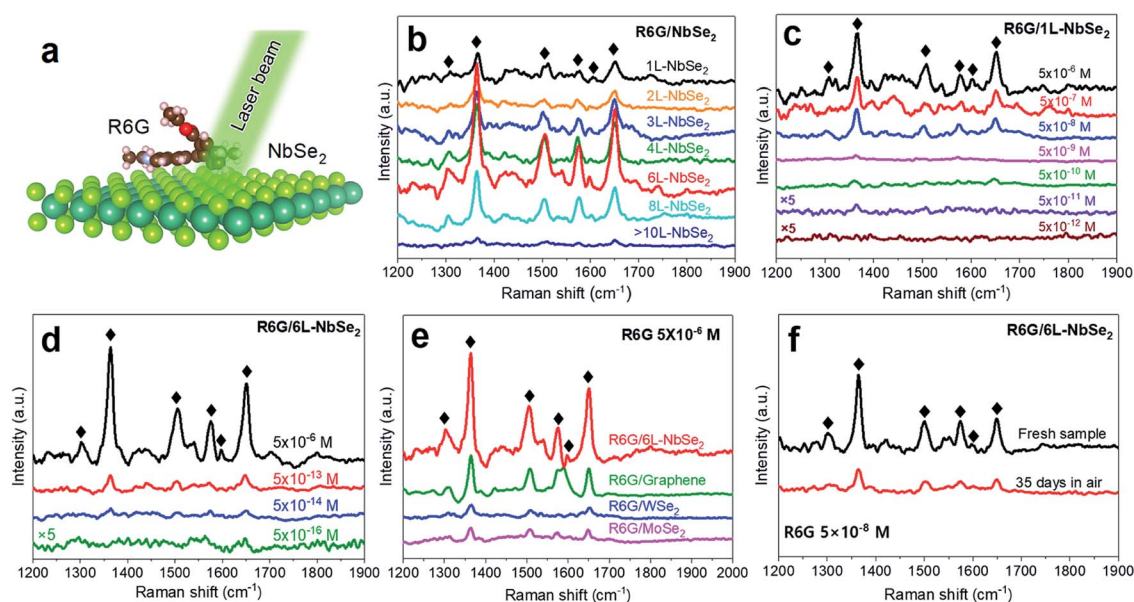 a
Laser beam
R6G
NbSe₂
b
R6G/NbSe₂
1L-NbSe₂
2L-NbSe₂
3L-NbSe₂
4L-NbSe₂
6L-NbSe₂
8L-NbSe₂
>10L-NbSe₂
Intensity (a.u.)
1200 1300 1400 1500 1600 1700 1800 1900
Raman shift (cm⁻¹)
c
R6G/1L-NbSe₂
5x10⁻⁶ M
5x10⁻⁷ M
5x10⁻⁸ M
5x10⁻⁹ M
5x10⁻¹⁰ M
×5
5x10⁻¹¹ M
×5
5x10⁻¹² M
Intensity (a.u.)
1200 1300 1400 1500 1600 1700 1800 1900
Raman shift (cm⁻¹)
d
R6G/6L-NbSe₂
5x10⁻⁶ M
5x10⁻¹³ M
5x10⁻¹⁴ M
×5
5x10⁻¹⁶ M
Intensity (a.u.)
1200 1300 1400 1500 1600 1700 1800 1900
Raman shift (cm⁻¹)
e
R6G 5X10⁻⁶ M
R6G/6L-NbSe₂
R6G/Graphene
R6G/WSe₂
R6G/MoSe₂
Intensity (a.u.)
1200 1300 1400 1500 1600 1700 1800 1900 2000
Raman shift (cm⁻¹)
f
R6G/6L-NbSe₂
Fresh sample
35 days in air
R6G 5×10⁻⁸ M
Intensity (a.u.)
1200 1300 1400 1500 1600 1700 1800 1900
Raman shift (cm⁻¹)